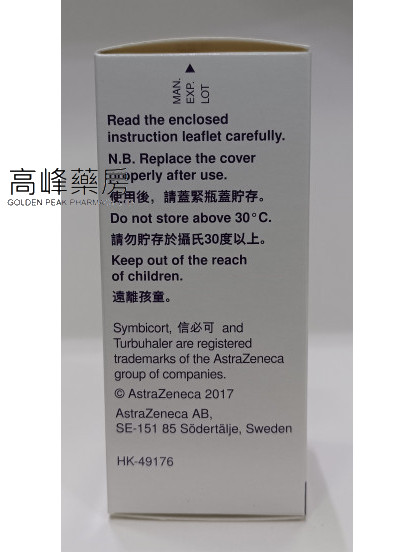 MAN.
EXP.
LOT
Read the enclosed
instruction leaflet carefully.
N.B. Replace the cover
properly after use.
使用後，請蓋緊瓶蓋貯存。
Do not store above 30°C.
請勿貯存於攝氏30度以上。
Keep out of the reach
of children.
遠離孩童。
高峰藥房
GOLDEN PEAK PHARMACY
Symbicort, 信必可 and
Turbuhaler are registered
trademarks of the AstraZeneca
group of companies.
© AstraZeneca 2017
AstraZeneca AB,
SE-151 85 Södertälje, Sweden
HK-49176